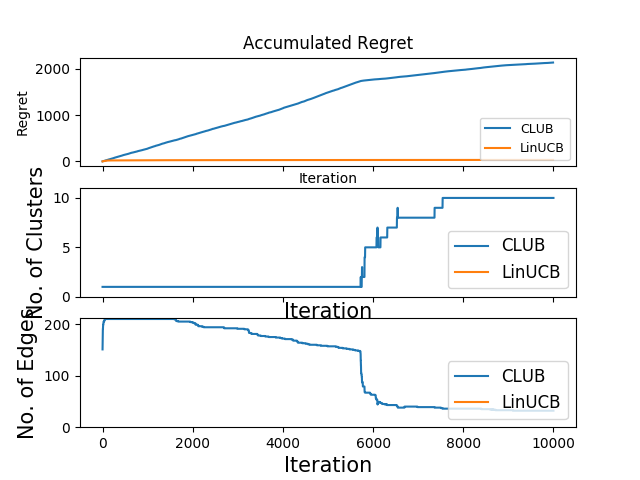 Accumulated Regret
2000
1000
0
Regret
CLUB
LinUCB
Iteration
10
5
0
No. of Clusters
CLUB
LinUCB
Iteration
200
100
0
No. of Edges
CLUB
LinUCB
0 2000 4000 6000 8000 10000
Iteration